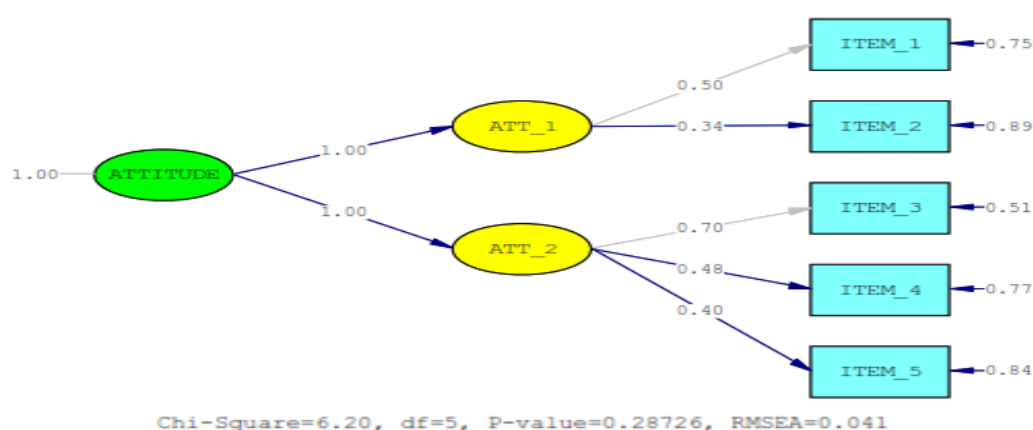 ITEM_1
0.75
0.50
ATT_1
0.34
ITEM_2
0.89
1.00
1.00
ATTITUDE
1.00
0.70
ITEM_3
0.51
ATT_2
0.48
ITEM_4
0.77
0.40
ITEM_5
0.84
Chi-Square=6.20, df=5, P-value=0.28726, RMSEA=0.041